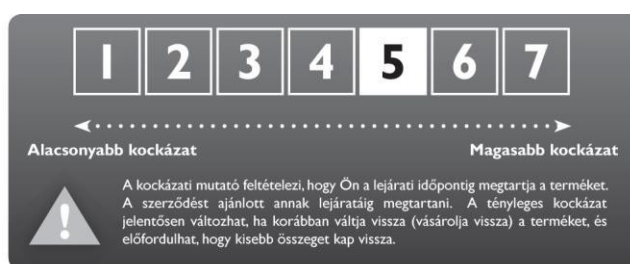 1 2 3 4 5 6 7
Alacsonyabb kockázat Magasabb kockázat
A kockázati mutató feltételezi, hogy Ön a lejárati időpontig megtartja a terméket.
A szerződést ajánlott annak lejáratáig megtartani. A tényleges kockázat
jelentősen változhat, ha korábban váltja vissza (vásárolja vissza) a terméket, és
előfordulhat, hogy kisebb összeget kap vissza.